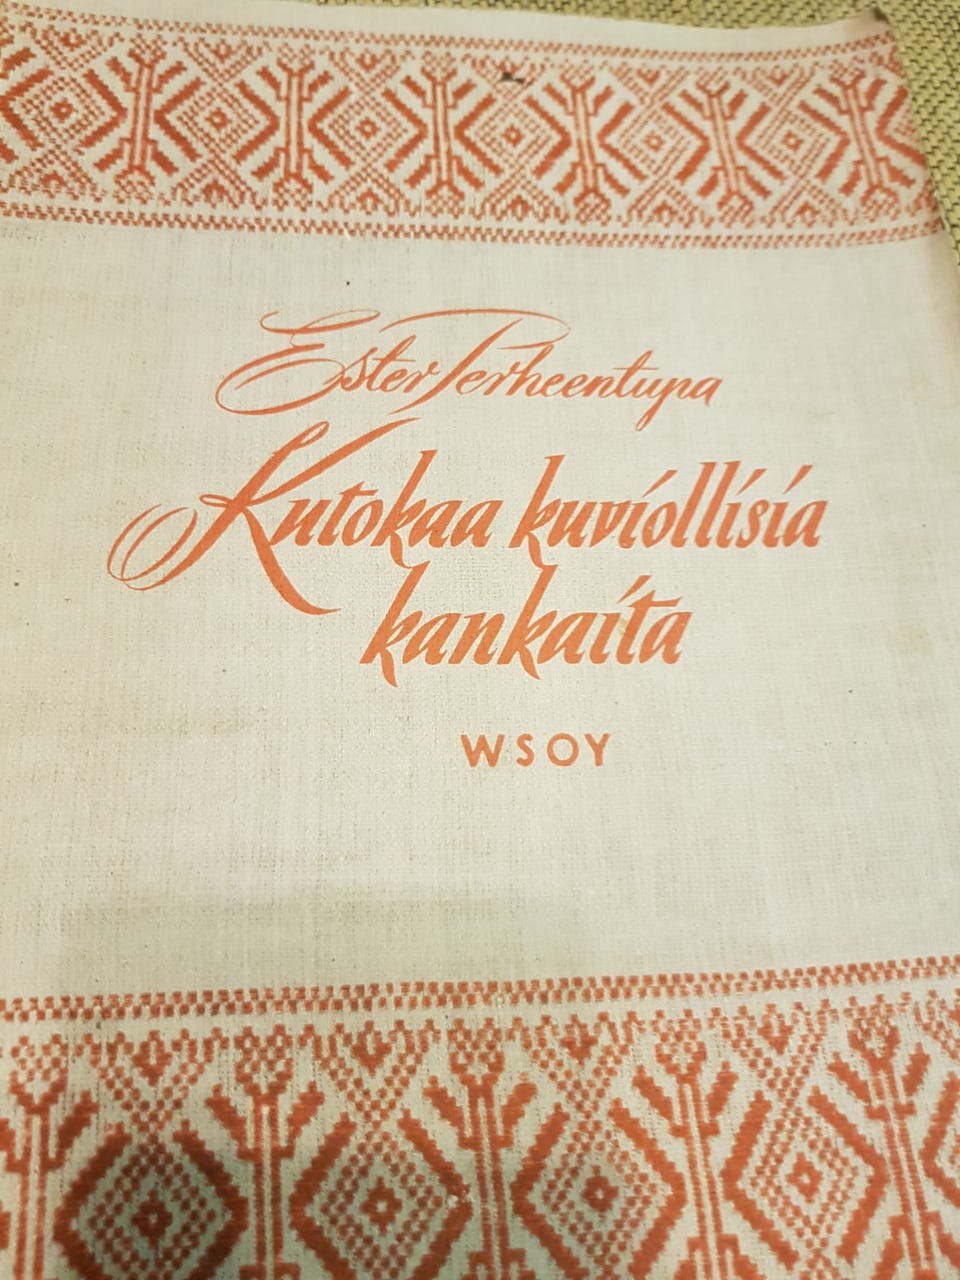 Ester Perheentupa
Kutokaa kuviollisia
kankaita
WSOY